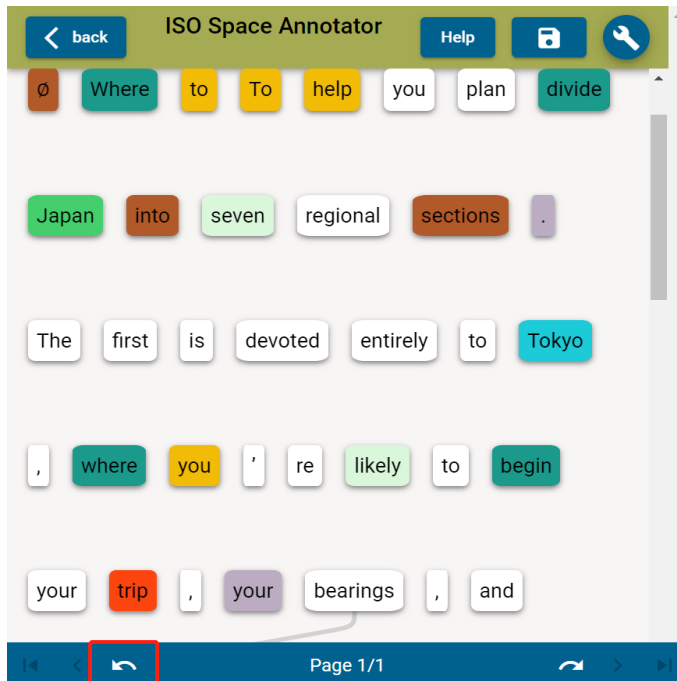 back ISO Space Annotator Help
Ø Where to To help you plan divide
Japan into seven regional sections .
The first is devoted entirely to Tokyo
, where you ’ re likely to begin
your trip , your bearings , and
Page 1/1